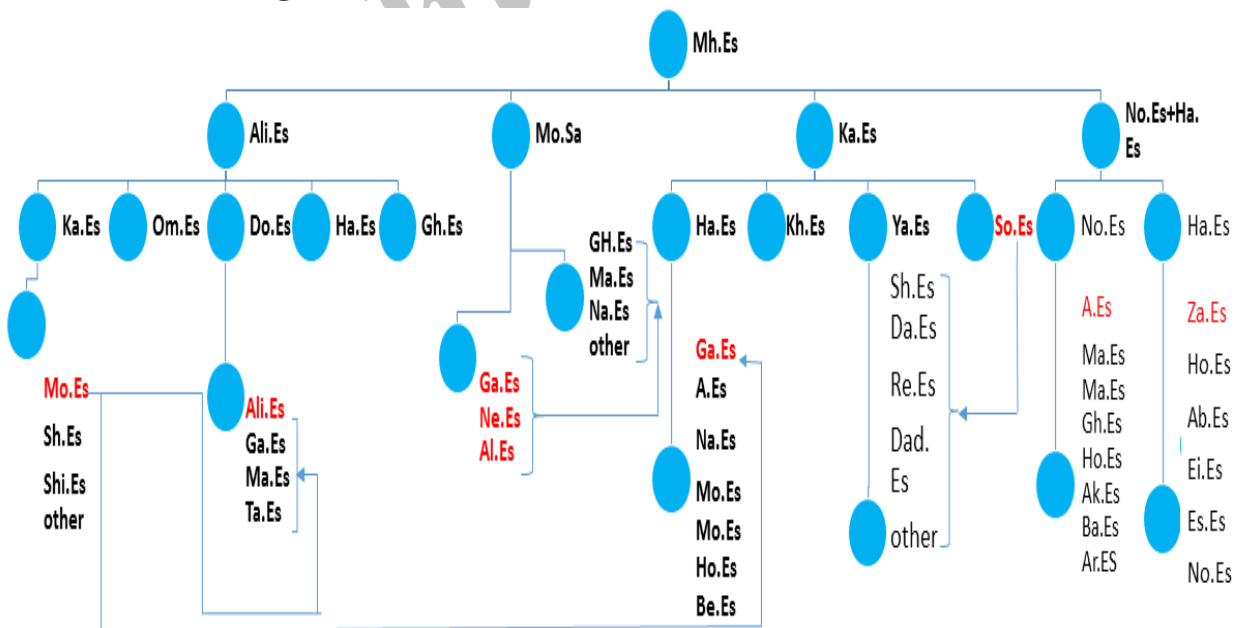 Mh.Es
Ali.Es
Mo.Sa
Ka.Es
No.Es+Ha.
Es
Ka.Es
Om.Es
Do.Es
Ha.Es
Gh.Es
Ha.Es
Kh.Es
Ya.Es
So.Es
No.Es
Ha.Es
Mo.Es
Sh.Es
Shi.Es
other
Ali.Es
Ga.Es
Ma.Es
Ta.Es
Ga.Es
Ne.Es
Al.Es
GH.Es
Ma.Es
Na.Es
other
Ga.Es
A.Es
Na.Es
Mo.Es
Mo.Es
Ho.Es
Be.Es
Sh.Es
Da.Es
Re.Es
Dad.
Es
other
A.Es
Ma.Es
Ma.Es
Gh.Es
Ho.Es
Ak.Es
Ba.Es
Ar.ES
Za.Es
Ho.Es
Ab.Es
Ei.Es
Es.Es
No.Es